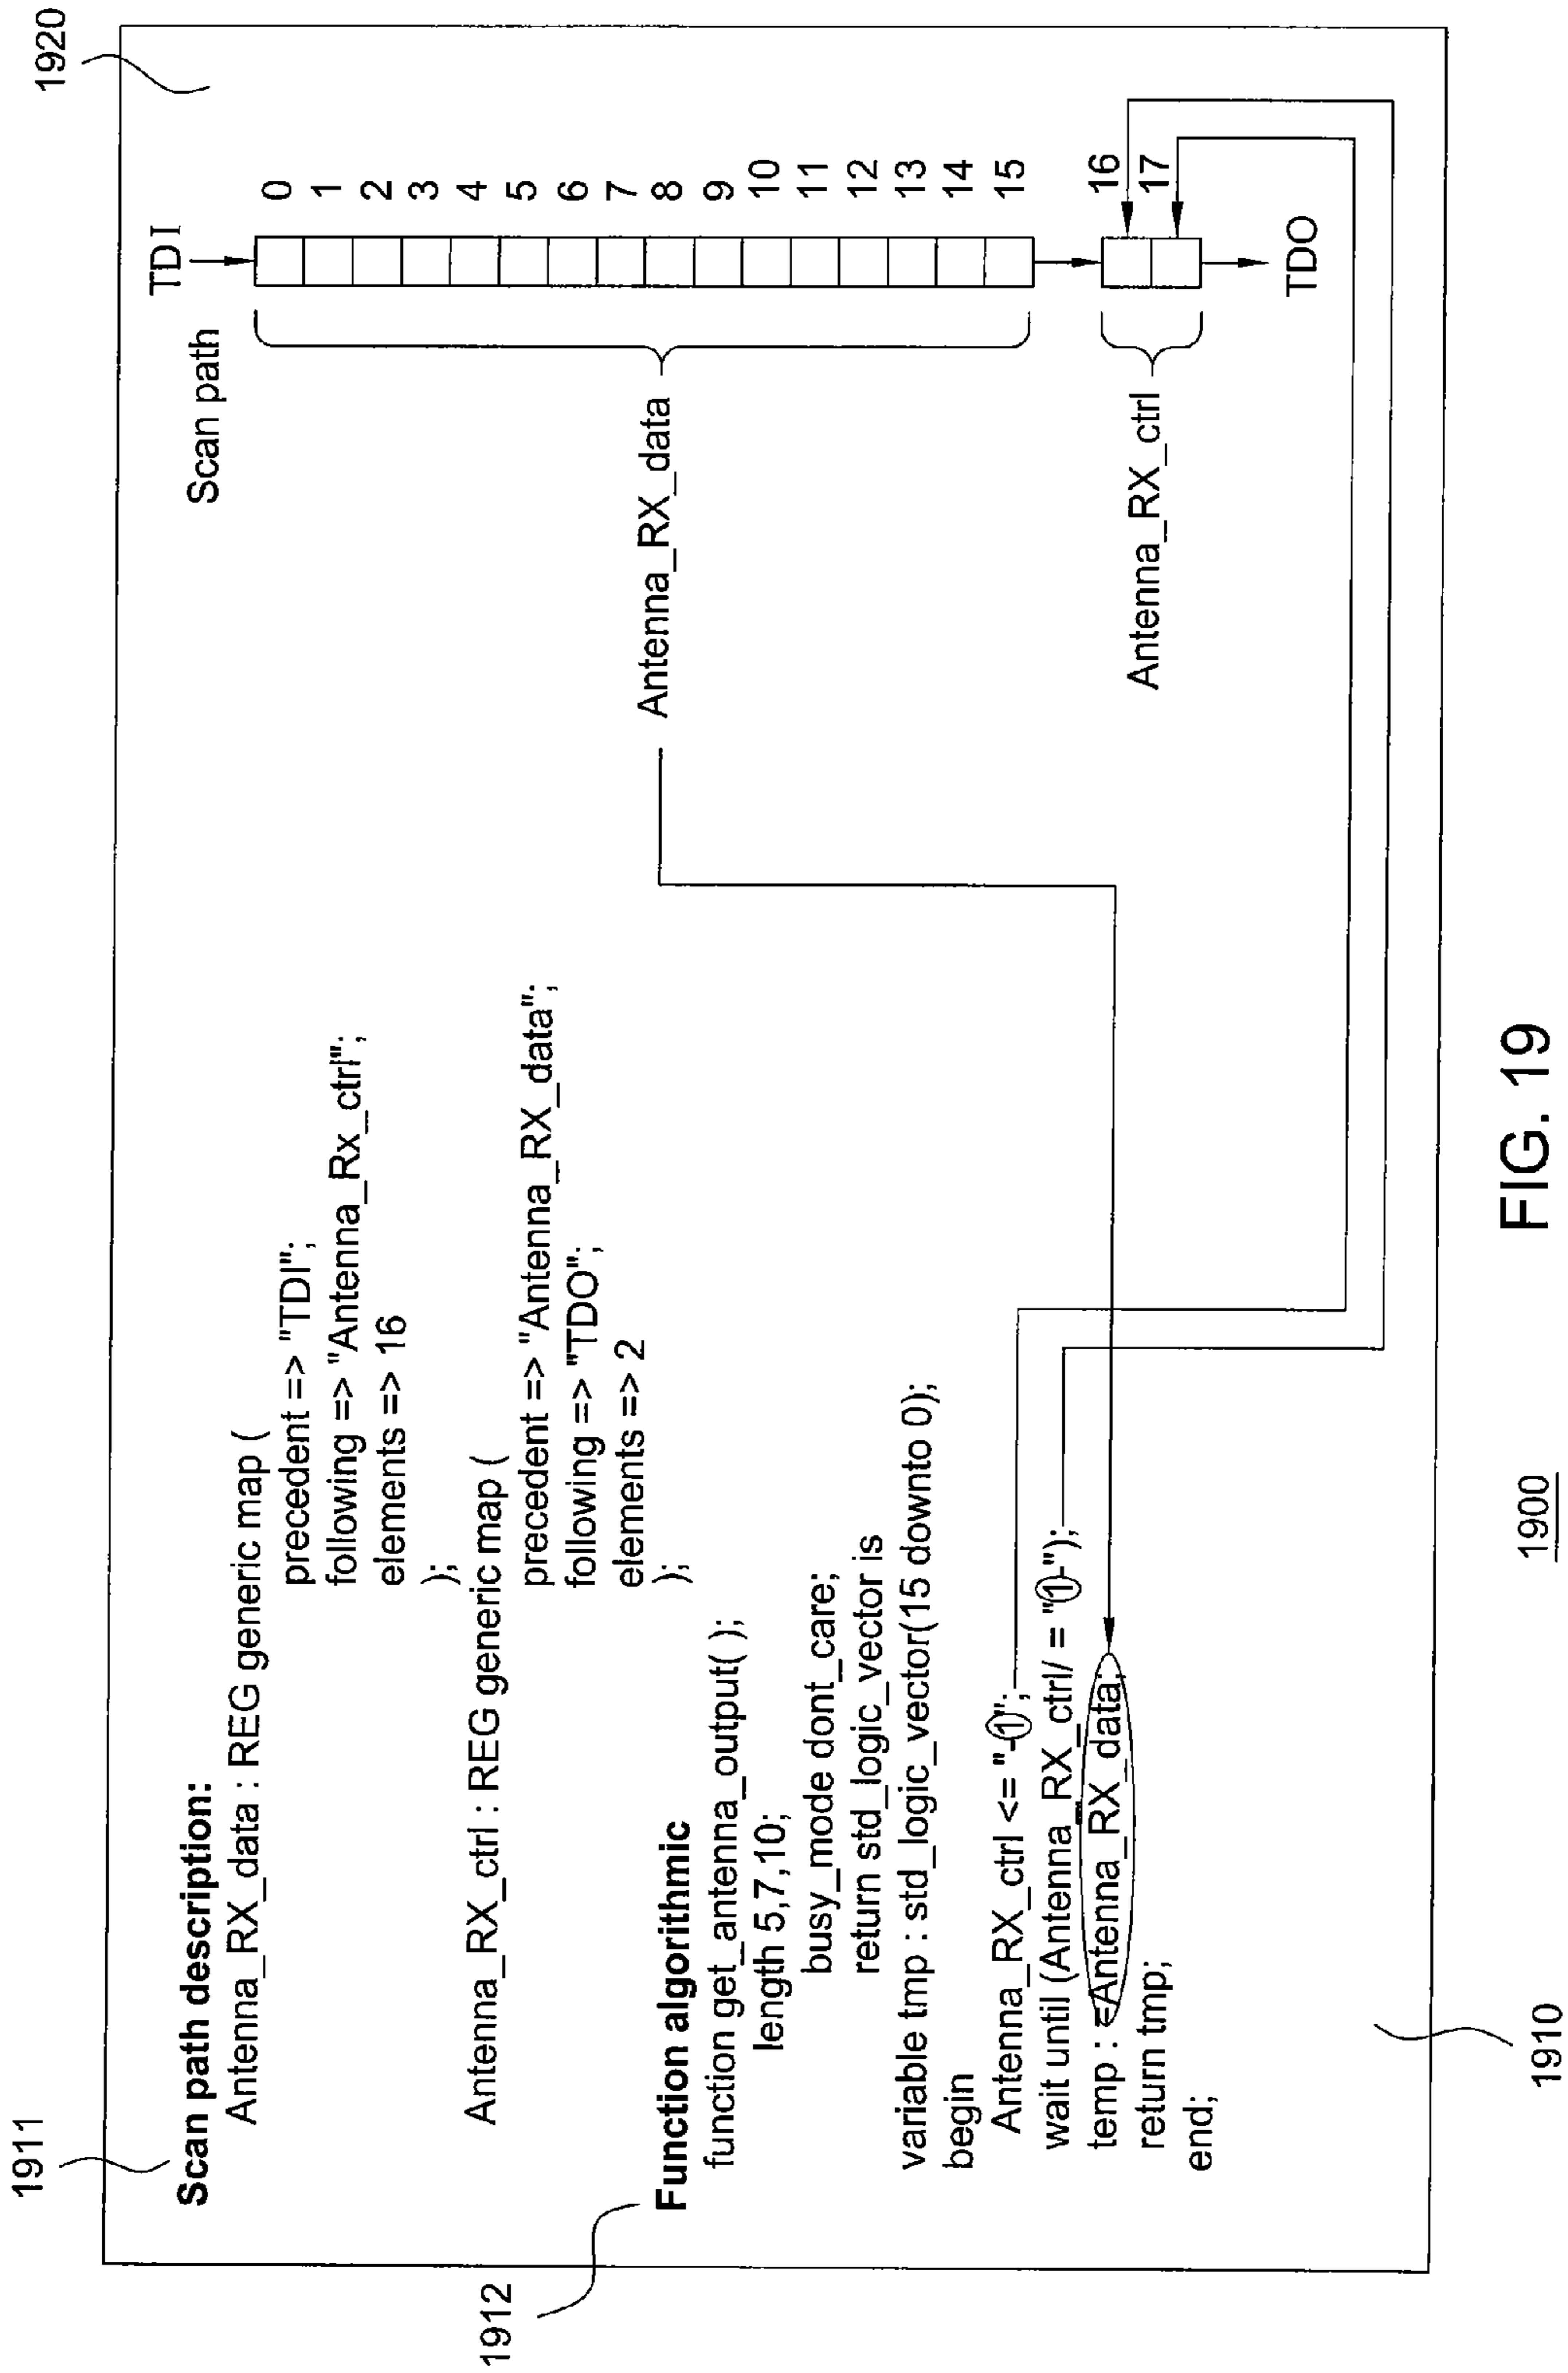 1911
Scan path description:
Antenna_RX_data : REG generic map (
precedent => "TDI";
following => "Antenna_Rx_ctrl";
elements => 16
);
Antenna_RX_ctrl : REG generic map (
precedent => "Antenna_RX_data";
following => "TDO";
elements => 2
);
1912
Function algorithmic
function get_antenna_output( );
length 5,7,10;
busy_mode dont_care;
return std_logic_vector is
variable tmp : std_logic_vector(15 downto 0);
begin
Antenna_RX_ctrl <= "-1";
wait until (Antenna_RX_ctrl/ = "1-");
temp : =Antenna_RX_data;
return tmp;
end;
1910
1920
Scan path
TDI
0
1
2
3
4
5
6
7
8
9
10
11
12
13
14
15
16
17
TDO
Antenna_RX_data
Antenna_RX_ctrl
1900
FIG. 19